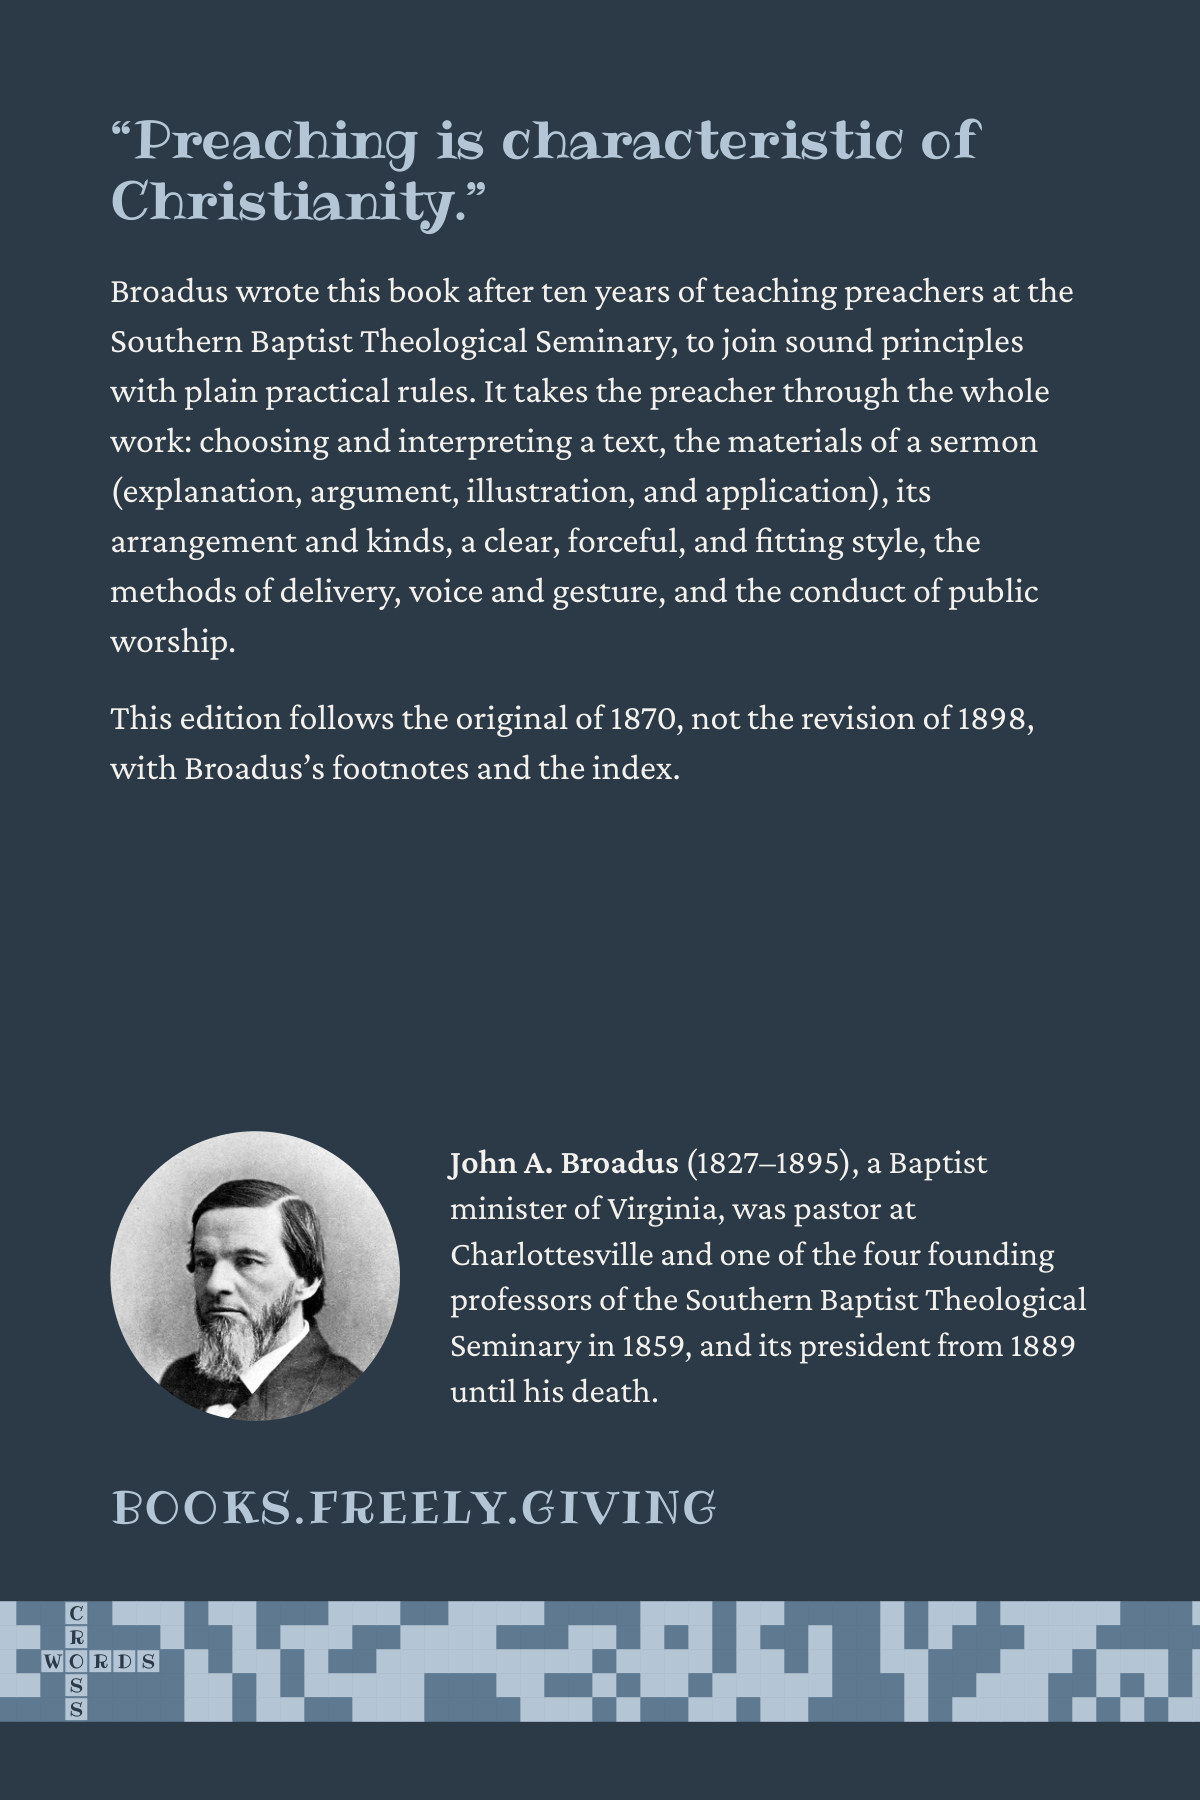 “Preaching is characteristic of
Christianity.”
Broadus wrote this book after ten years of teaching preachers at the
Southern Baptist Theological Seminary, to join sound principles
with plain practical rules. It takes the preacher through the whole
work: choosing and interpreting a text, the materials of a sermon
(explanation, argument, illustration, and application), its
arrangement and kinds, a clear, forceful, and fitting style, the
methods of delivery, voice and gesture, and the conduct of public
worship.
This edition follows the original of 1870, not the revision of 1898,
with Broadus’s footnotes and the index.
John A. Broadus (1827–1895), a Baptist
minister of Virginia, was pastor at
Charlottesville and one of the four founding
professors of the Southern Baptist Theological
Seminary in 1859, and its president from 1889
until his death.
BOOKS.FREELY.GIVING
CROSS
WORDS